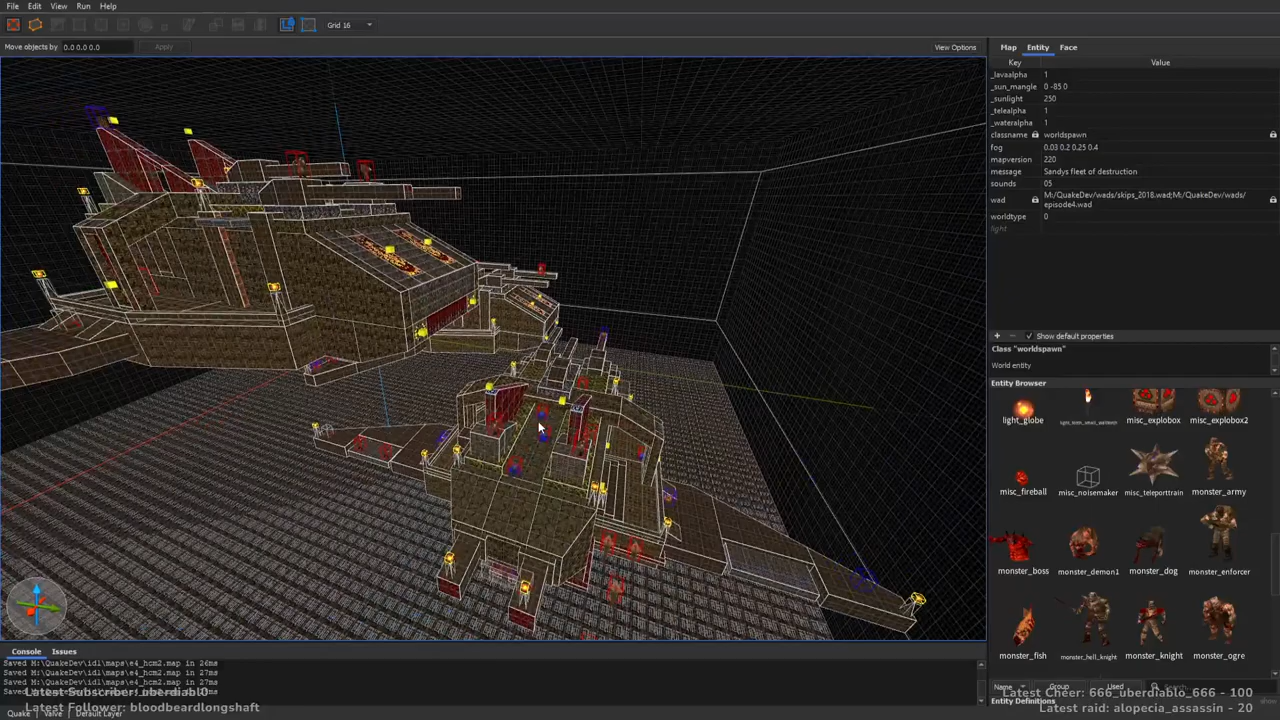 File Edit View Run Help
Grid 16
Move objects by 0.0 0.0 0.0 Apply View Options
Map Entity Face
Key Value
_lavaalpha 1
_sun_mangle 0 -85 0
_sunlight 250
_telealpha 1
_wateralpha 1
classname worldspawn
fog 0.03 0.2 0.25 0.4
mapversion 220
message Sandys fleet of destruction
sounds 05
wad M:/QuakeDev/wads/skips_2018.wad;M:/QuakeDev/wads/
episode4.wad
worldtype 0
light
+ − Show default properties
Class "worldspawn"
World entity
Entity Browser
light_globe misc_explobox misc_explobox2
misc_fireball misc_noisemaker misc_teleporttrain monster_army
monster_boss monster_demon1 monster_dog monster_enforcer
monster_fish monster_hell_knight monster_knight monster_ogre
Name Group Used Search...
Entity Definitions show
Console Issues
Saved M:\QuakeDev\id1\maps\e4_hcm2.map in 26ms
Saved M:\QuakeDev\id1\maps\e4_hcm2.map in 27ms
Saved M:\QuakeDev\id1\maps\e4_hcm2.map in 27ms
Quake Valve Default Layer
Latest Subscriber: uberdiabl0
Latest Follower: bloodbeardlongshaft
Latest Cheer: 666_uberdiablo_666 - 100
Latest raid: alopecia_assassin - 20